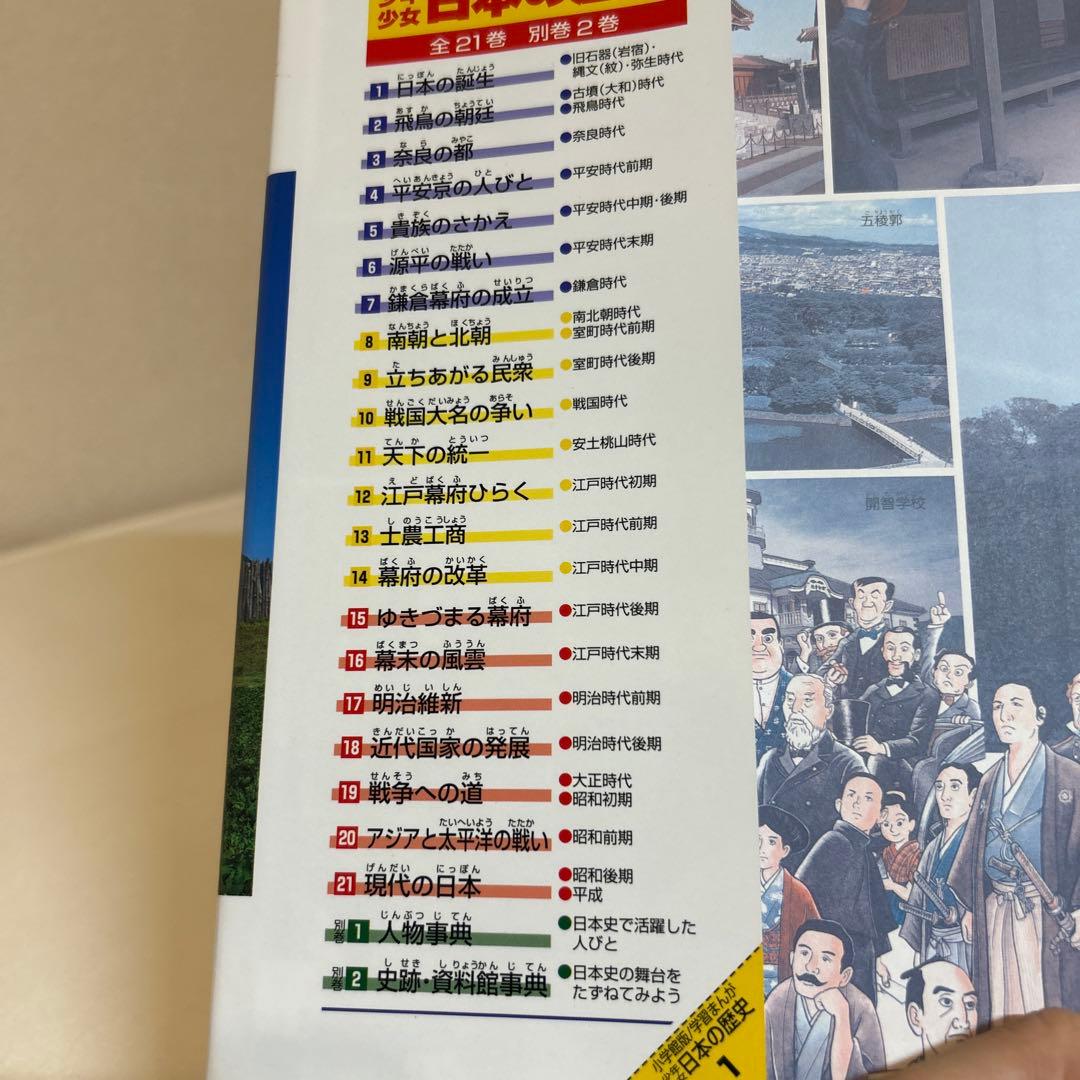 少女
全21巻 別巻2巻
1 日本の誕生 ●旧石器(岩宿)・
縄文(紋)・弥生時代
2 飛鳥の朝廷 ●古墳(大和)時代
●飛鳥時代
3 奈良の都 ●奈良時代
4 平安京の人びと ●平安時代前期
5 貴族のさかえ ●平安時代中期・後期
6 源平の戦い ●平安時代末期
7 鎌倉幕府の成立 ●鎌倉時代
8 南朝と北朝 ●南北朝時代
●室町時代前期
9 立ちあがる民衆 ●室町時代後期
10 戦国大名の争い ●戦国時代
11 天下の統一 ●安土桃山時代
12 江戸幕府ひらく ●江戸時代初期
13 士農工商 ●江戸時代前期
14 幕府の改革 ●江戸時代中期
15 ゆきづまる幕府 ●江戸時代後期
16 幕末の風雲 ●江戸時代末期
17 明治維新 ●明治時代前期
18 近代国家の発展 ●明治時代後期
19 戦争への道 ●大正時代
●昭和初期
20 アジアと太平洋の戦い ●昭和前期
21 現代の日本 ●昭和後期
●平成
別巻1 人物事典 ●日本史で活躍した
人びと
別巻2 史跡・資料館事典 ●日本史の舞台を
たずねてみよう
小学館版/学習まんが
少年少女 日本の歴史
1
五稜郭
開智学校